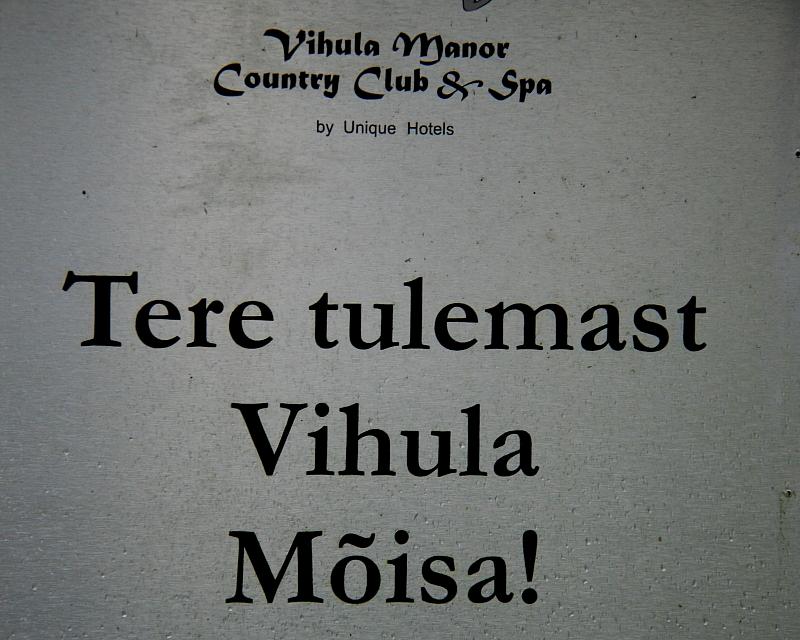 Vihula Manor
Country Club & Spa
by Unique Hotels
Tere tulemast
Vihula
Mõisa!